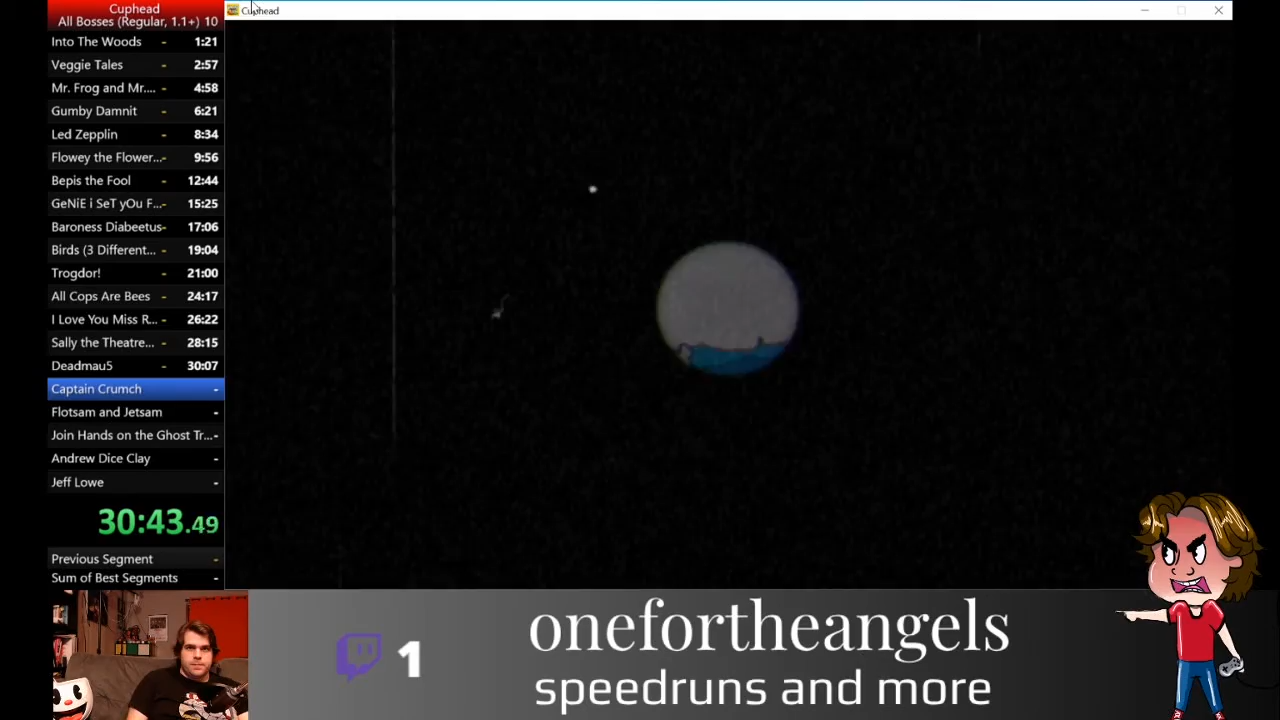 Cuphead
All Bosses (Regular, 1.1+) 10
Cuphead
Into The Woods - 1:21
Veggie Tales - 2:57
Mr. Frog and Mr.... - 4:58
Gumby Damnit - 6:21
Led Zepplin - 8:34
Flowey the Flower... - 9:56
Bepis the Fool - 12:44
GeNiE i SeT yOu F... - 15:25
Baroness Diabeetus - 17:06
Birds (3 Different... - 19:04
Trogdor! - 21:00
All Cops Are Bees - 24:17
I Love You Miss R... - 26:22
Sally the Theatre... - 28:15
Deadmau5 - 30:07
Captain Crumch -
Flotsam and Jetsam -
Join Hands on the Ghost Tr... -
Andrew Dice Clay -
Jeff Lowe -
30:43.49
Previous Segment -
Sum of Best Segments -
1
onefortheangels
speedruns and more